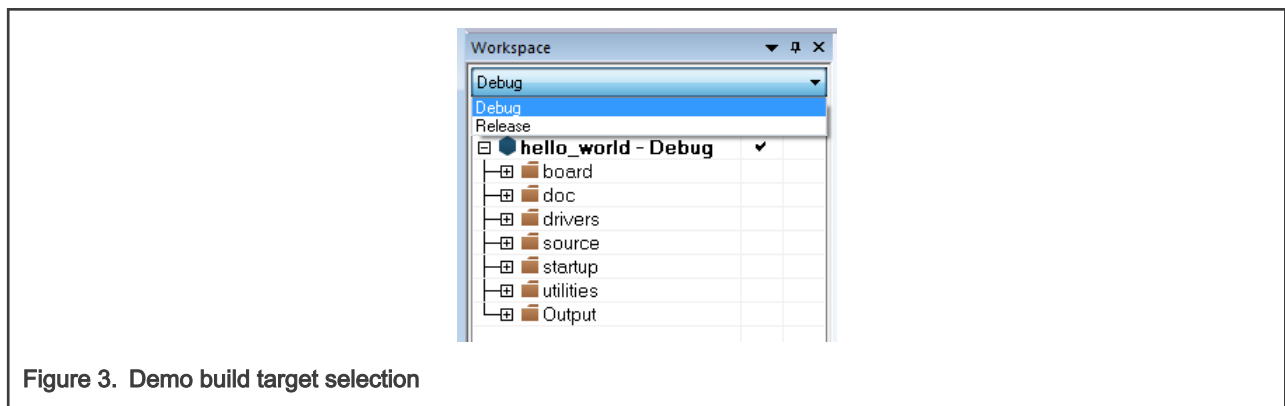 Workspace
Debug
Debug
Release
hello_world - Debug
board
doc
drivers
source
startup
utilities
Output
Figure 3. Demo build target selection